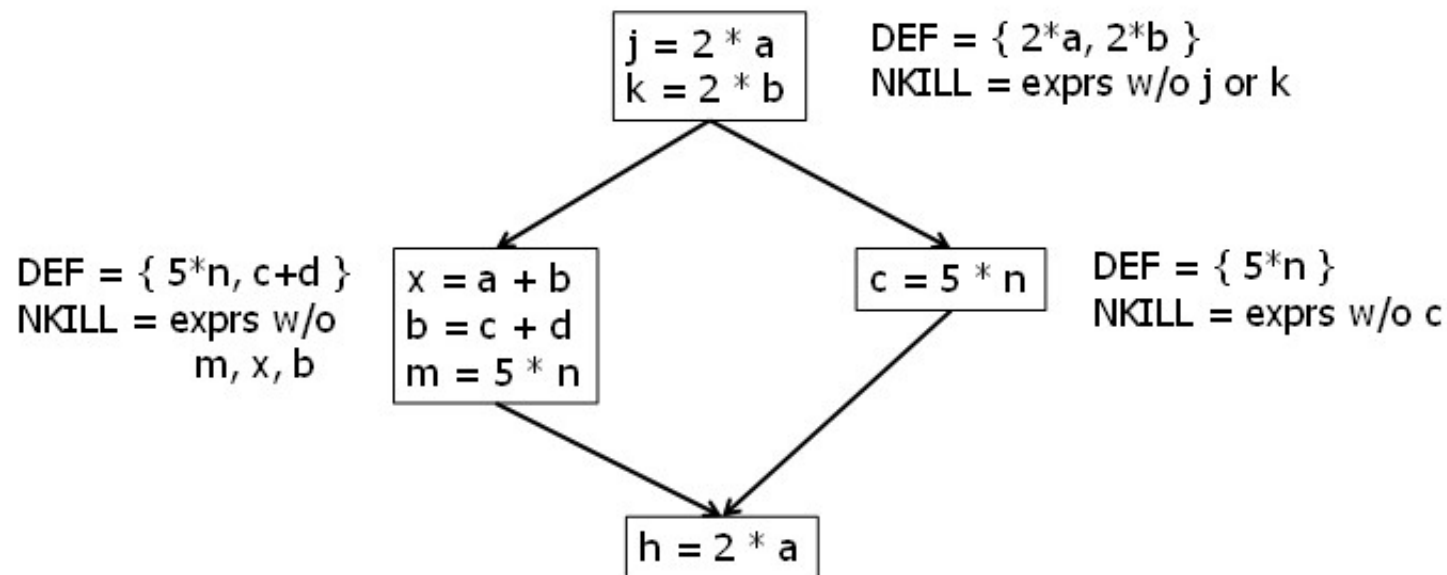 j = 2 * a
k = 2 * b
DEF = { 2*a, 2*b }
NKILL = exprs w/o j or k
DEF = { 5*n, c+d }
NKILL = exprs w/o
m, x, b
x = a + b
b = c + d
m = 5 * n
c = 5 * n
DEF = { 5*n }
NKILL = exprs w/o c
h = 2 * a